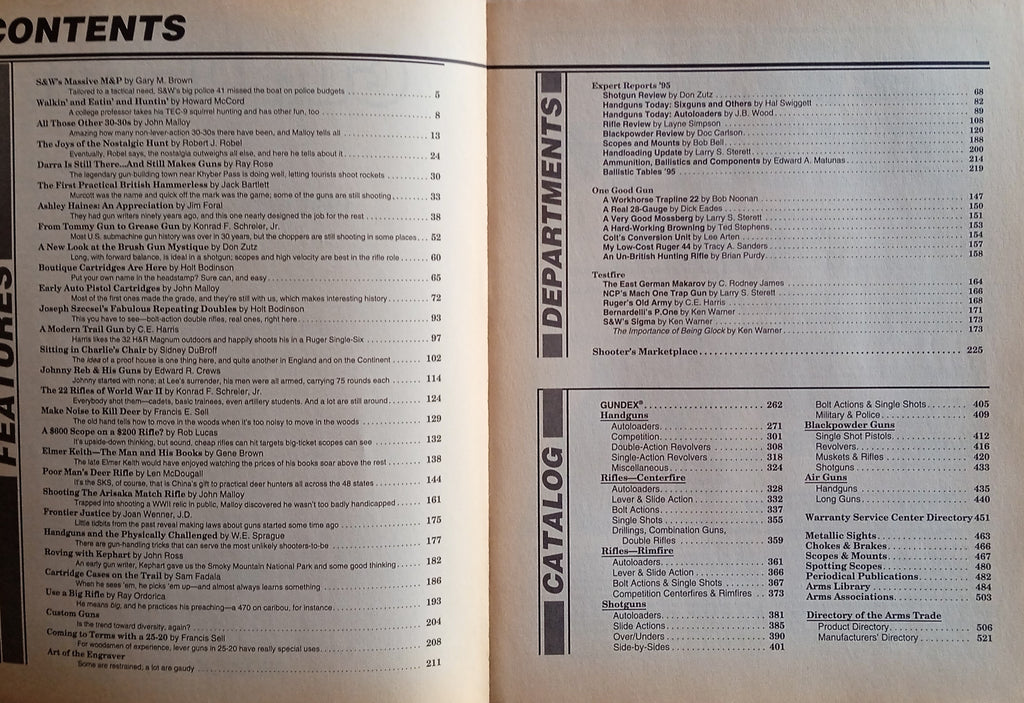 CONTENTS
FEATURES
S&W's Massive M&P by Gary M. Brown
Tailored to a tactical need, S&W's big police 41 missed the boat on police budgets 5
Walkin' and Eatin' and Huntin' by Howard McCord
A college professor takes his TEC-9 squirrel hunting and has other fun, too 8
All Those Other 30-30s by John Malloy
Amazing how many non-lever-action 30-30s there have been, and Malloy tells all 13
The Joys of the Nostalgic Hunt by Robert J. Robel
Eventually, Robel says, the nostalgia outweighs all else, and here he tells about it 24
Darra Is Still There...And Still Makes Guns by Ray Rose
The legendary gun-building town near Khyber Pass is doing well, letting tourists shoot rockets 30
The First Practical British Hammerless by Jack Bartlett
Murcott was the name and quick off the mark was the game; some of the guns are still shooting 33
Ashley Haines: An Appreciation by Jim Foral
They had gun writers ninety years ago, and this one nearly designed the job for the rest 38
From Tommy Gun to Grease Gun by Konrad F. Schreier, Jr.
Most U.S. submachine gun history was over in 30 years, but the choppers are still shooting in some places 52
A New Look at the Brush Gun Mystique by Don Zutz
Long, with forward balance, is ideal in a shotgun; scopes and high velocity are best in the rifle role 60
Boutique Cartridges Are Here by Holt Bodinson
Put your own name in the headstamp? Sure can, and easy 65
Early Auto Pistol Cartridges by John Malloy
Most of the first ones made the grade, and they're still with us, which makes interesting history 72
Joseph Szecsei's Fabulous Repeating Doubles by Holt Bodinson
This you have to see—bolt-action double rifles, real ones, right here 93
A Modern Trail Gun by C.E. Harris
Harris likes the 32 H&R Magnum outdoors and happily shoots his in a Ruger Single-Six 97
Sitting in Charlie's Chair by Sidney DuBroff
The idea of a proof house is one thing here, and quite another in England and on the Continent 102
Johnny Reb & His Guns by Edward R. Crews
Johnny started with none; at Lee's surrender, his men were all armed, carrying 75 rounds each 114
The 22 Rifles of World War II by Konrad F. Schreier, Jr.
Everybody shot them—cadets, basic trainees, even artillery students. And a lot are still around 124
Make Noise to Kill Deer by Francis E. Sell
The old hand tells how to move in the woods when it's too noisy to move in the woods 129
A $600 Scope on a $200 Rifle? by Rob Lucas
It's upside-down thinking, but sound, cheap rifles can hit targets big-ticket scopes can see 132
Elmer Keith—The Man and His Books by Gene Brown
The late Elmer Keith would have enjoyed watching the prices of his books soar above the rest 138
Poor Man's Deer Rifle by Len McDougall
It's the SKS, of course, that is China's gift to practical deer hunters all across the 48 states 144
Shooting The Arisaka Match Rifle by John Malloy
Trapped into shooting a WWII relic in public, Malloy discovered he wasn't too badly handicapped 161
Frontier Justice by Joan Wenner, J.D.
Little tidbits from the past reveal making laws about guns started some time ago 175
Handguns and the Physically Challenged by W.E. Sprague
There are gun-handling tricks that can serve the most unlikely shooters-to-be 177
Roving with Kephart by John Ross
An early gun writer, Kephart gave us the Smoky Mountain National Park and some good thinking 182
Cartridge Cases on the Trail by Sam Fadala
When he sees 'em, he picks 'em up—and almost always learns something 186
Use a Big Rifle by Ray Ordorica
He means big, and he practices his preaching—a 470 on caribou, for instance 193
Custom Guns
Is the trend toward diversity, again? 204
Coming to Terms with a 25-20 by Francis Sell
For woodsmen of experience, lever guns in 25-20 have really special uses 208
Art of the Engraver
Some are restrained; a lot are gaudy 211
DEPARTMENTS
Expert Reports '95
Shotgun Review by Don Zutz 68
Handguns Today: Sixguns and Others by Hal Swiggett 82
Handguns Today: Autoloaders by J.B. Wood 89
Rifle Review by Layne Simpson 108
Blackpowder Review by Doc Carlson 120
Scopes and Mounts by Bob Bell 188
Handloading Update by Larry S. Sterett 200
Ammunition, Ballistics and Components by Edward A. Matunas 214
Ballistic Tables '95 219
One Good Gun
A Workhorse Trapline 22 by Bob Noonan 147
A Real 28-Gauge by Dick Eades 150
A Very Good Mossberg by Larry S. Sterett 151
A Hard-Working Browning by Ted Stephens 153
Colt's Conversion Unit by Lee Arten 154
My Low-Cost Ruger 44 by Tracy A. Sanders 157
An Un-British Hunting Rifle by Brian Purdy 158
Testfire
The East German Makarov by C. Rodney James 164
NCP's Mach One Trap Gun by Larry S. Sterett 166
Ruger's Old Army by C.E. Harris 168
Bernardelli's P.One by Ken Warner 171
S&W's Sigma by Ken Warner 173
The Importance of Being Glock by Ken Warner 173
Shooter's Marketplace 225
CATALOG
GUNDEX® 262
Handguns
Autoloaders 271
Competition 301
Double-Action Revolvers 308
Single-Action Revolvers 318
Miscellaneous 324
Rifles—Centerfire
Autoloaders 328
Lever & Slide Action 332
Bolt Actions 337
Single Shots 355
Drillings, Combination Guns,
Double Rifles 359
Rifles—Rimfire
Autoloaders 361
Lever & Slide Action 366
Bolt Actions & Single Shots 367
Competition Centerfires & Rimfires 373
Shotguns
Autoloaders 381
Slide Actions 385
Over/Unders 390
Side-by-Sides 401
Bolt Actions & Single Shots 405
Military & Police 409
Blackpowder Guns
Single Shot Pistols 412
Revolvers 416
Muskets & Rifles 420
Shotguns 433
Air Guns
Handguns 435
Long Guns 440
Warranty Service Center Directory 451
Metallic Sights 463
Chokes & Brakes 466
Scopes & Mounts 467
Spotting Scopes 480
Periodical Publications 482
Arms Library 484
Arms Associations 503
Directory of the Arms Trade
Product Directory 506
Manufacturers' Directory 521